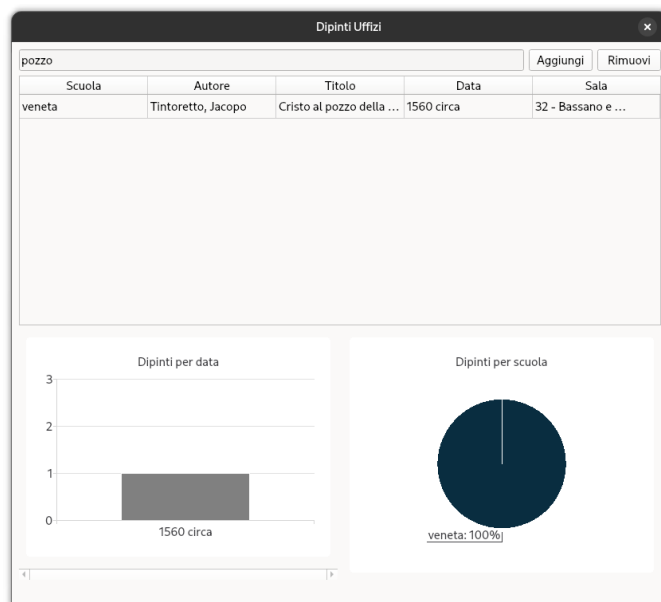 Dipinti Uffizi
pozzo Aggiungi Rimuovi
Scuola Autore Titolo Data Sala
veneta Tintoretto, Jacopo Cristo al pozzo della ... 1560 circa 32 - Bassano e ...
Dipinti per data
3
2
1
0
1560 circa
Dipinti per scuola
veneta: 100%